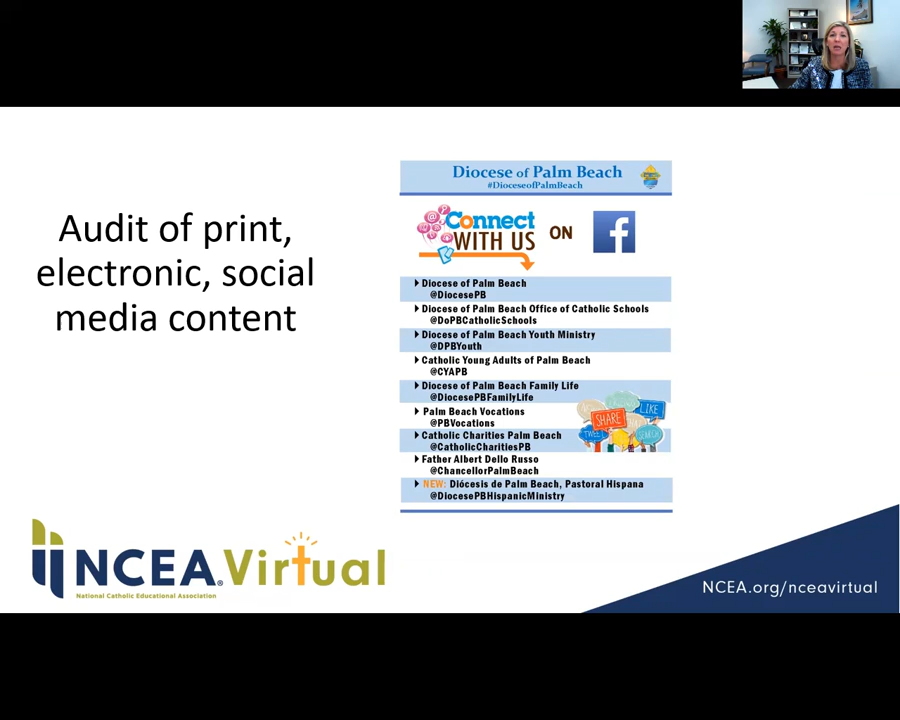 Audit of print,
electronic, social
media content
Diocese of Palm Beach
#DioceseofPalmBeach
Connect
WITH US
ON
f
Diocese of Palm Beach
@DiocesePB
Diocese of Palm Beach Office of Catholic Schools
@DoPBCatholicSchools
Diocese of Palm Beach Youth Ministry
@DPBYouth
Catholic Young Adults of Palm Beach
@CYAPB
Diocese of Palm Beach Family Life
@DiocesePBFamilyLife
Palm Beach Vocations
@PBVocations
Catholic Charities Palm Beach
@CatholicCharitiesPB
Father Albert Dello Russo
@ChancellorPalmBeach
NEW: Diócesis de Palm Beach, Pastoral Hispana
@DiocesePBHispanicMinistry
SHARE
LIKE
TWEET
NCEA® Virtual
National Catholic Educational Association
NCEA.org/nceavirtual